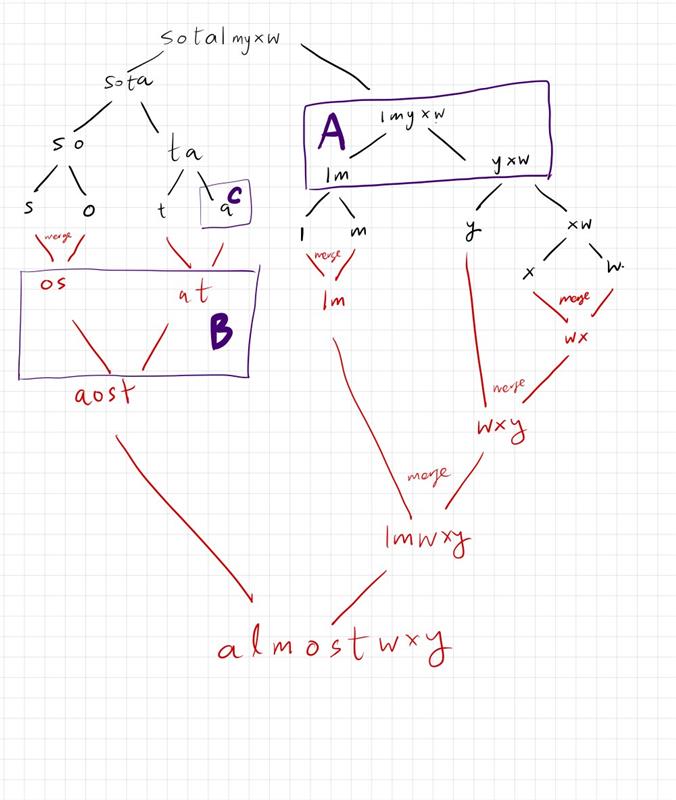 sotalmyxw
sota
lmyxw
A
so
ta
lm
yxw
s
o
t
a
C
l
m
y
xw
merge
merge
x
w.
os
at
lm
merge
B
wx
aost
merge
wxy
merge
lmwxy
almostwxy